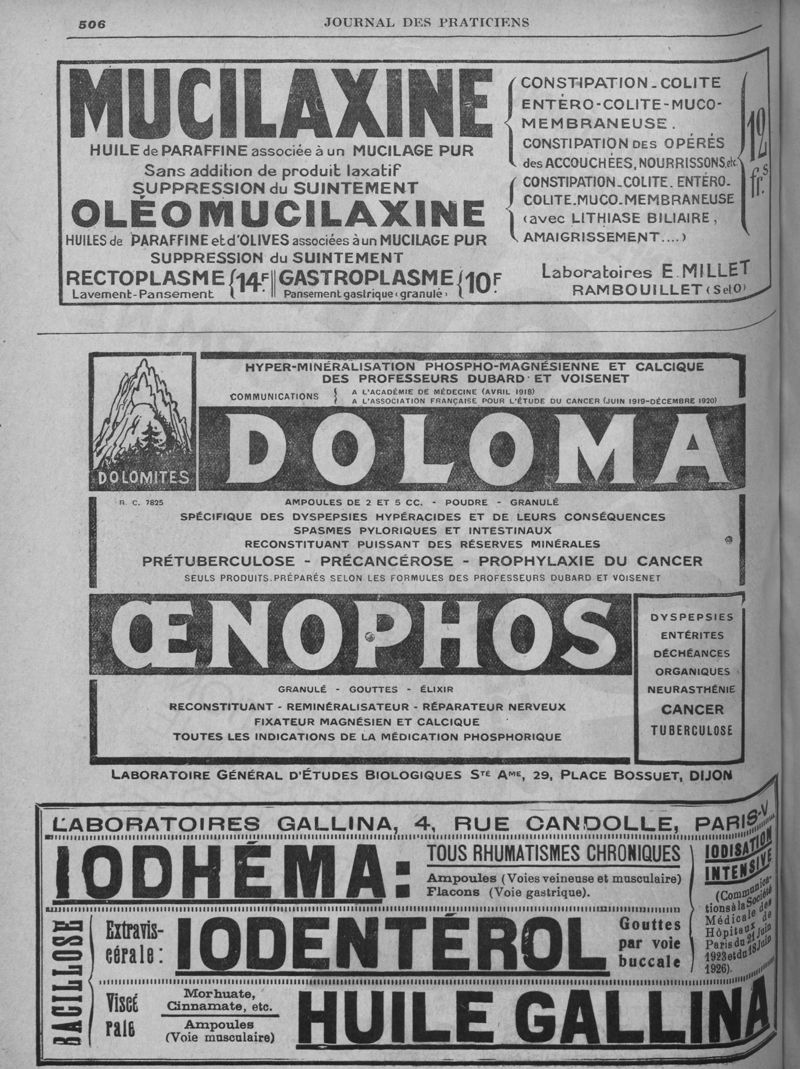 506
JOURNAL DES PRATICIENS
MUCILAXINE
HUILE de PARAFFINE associée à un MUCILAGE PUR
Sans addition de produit laxatif
SUPPRESSION du SUINTEMENT
CONSTIPATION - COLITE
ENTÉRO-COLITE-MUCO-
MEMBRANEUSE.
CONSTIPATION DES OPÉRÉS
des ACCOUCHÉES, NOURRISSONS, etc
OLÉOMUCILAXINE
HUILES de PARAFFINE et d'OLIVES associées à un MUCILAGE PUR
SUPPRESSION du SUINTEMENT
CONSTIPATION_COLITE_ENTÉRO_
COLITE_MUCO_MEMBRANEUSE
(avec LITHIASE BILIAIRE,
AMAIGRISSEMENT....)
12 frs
RECTOPLASME { 14F. || GASTROPLASME { 10F
Lavement-Pansement { Pansement gastrique (granulé) {
Laboratoires E. MILLET
RAMBOUILLET (S et O)
DOLOMITES
HYPER-MINÉRALISATION PHOSPHO-MAGNÉSIENNE ET CALCIQUE
DES PROFESSEURS DUBARD ET VOISENET
COMMUNICATIONS { A L'ACADÉMIE DE MÉDECINE (AVRIL 1918)
A L'ASSOCIATION FRANÇAISE POUR L'ÉTUDE DU CANCER (JUIN 1919-DÉCEMBRE 1920)
DOLOMA
R. C. 7825
AMPOULES DE 2 ET 5 CC. - POUDRE - GRANULÉ
SPÉCIFIQUE DES DYSPEPSIES HYPÉRACIDES ET DE LEURS CONSÉQUENCES
SPASMES PYLORIQUES ET INTESTINAUX
RECONSTITUANT PUISSANT DES RÉSERVES MINÉRALES
PRÉTUBERCULOSE - PRÉCANCÉROSE - PROPHYLAXIE DU CANCER
SEULS PRODUITS PRÉPARÉS SELON LES FORMULES DES PROFESSEURS DUBARD ET VOISENET
ŒNOPHOS
GRANULÉ - GOUTTES - ÉLIXIR
RECONSTITUANT - REMINÉRALISATEUR - RÉPARATEUR NERVEUX
FIXATEUR MAGNÉSIEN ET CALCIQUE
TOUTES LES INDICATIONS DE LA MÉDICATION PHOSPHORIQUE
DYSPEPSIES
ENTÉRITES
DÉCHÉANCES
ORGANIQUES
NEURASTHÉNIE
CANCER
TUBERCULOSE
LABORATOIRE GÉNÉRAL D'ÉTUDES BIOLOGIQUES STÉ AME, 29, PLACE BOSSUET, DIJON
LABORATOIRES GALLINA, 4, RUE CANDOLLE, PARIS-V
IODHÉMA:
TOUS RHUMATISMES CHRONIQUES
Ampoules (Voies veineuse et musculaire)
Flacons (Voie gastrique).
IODISATION
INTENSIVE
(Communica-
tions à la Société
Médicale des
Hôpitaux de
Paris du 21 Juin
1923 et du 18 Juin
1926).
BACILLOSE
Extravis-
cérale:
IODENTÉROL
Gouttes
par voie
buccale
Viscé
rale
Morhuate,
Cinnamate, etc.
Ampoules
(Voie musculaire)
HUILE GALLINA